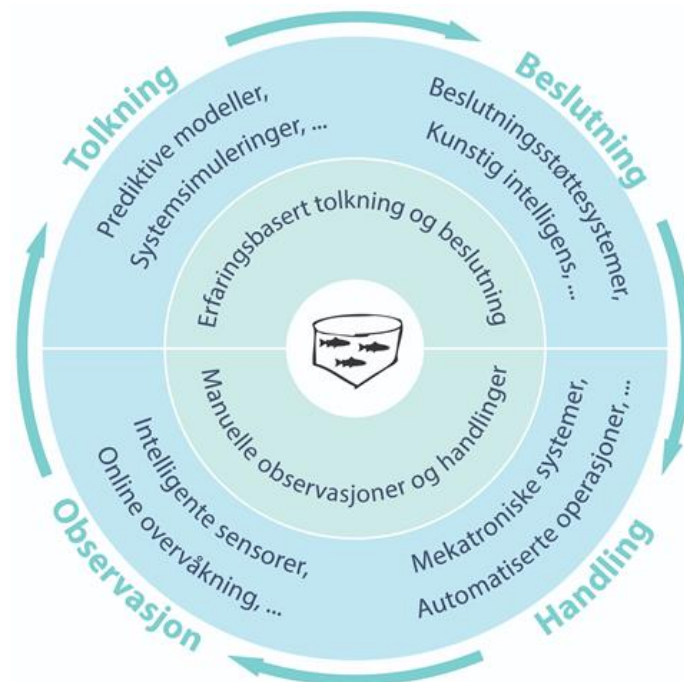 Tolkning
Beslutning
Prediktive modeller,
Systemsimuleringer, ...
Beslutningsstøttesystemer,
Kunstig intelligens, ...
Erfaringsbasert tolkning og beslutning
Manuelle observasjoner og handlinger
Intelligente sensorer,
Online overvåkning, ...
Mekatroniske systemer,
Automatiserte operasjoner, ...
Observasjon
Handling